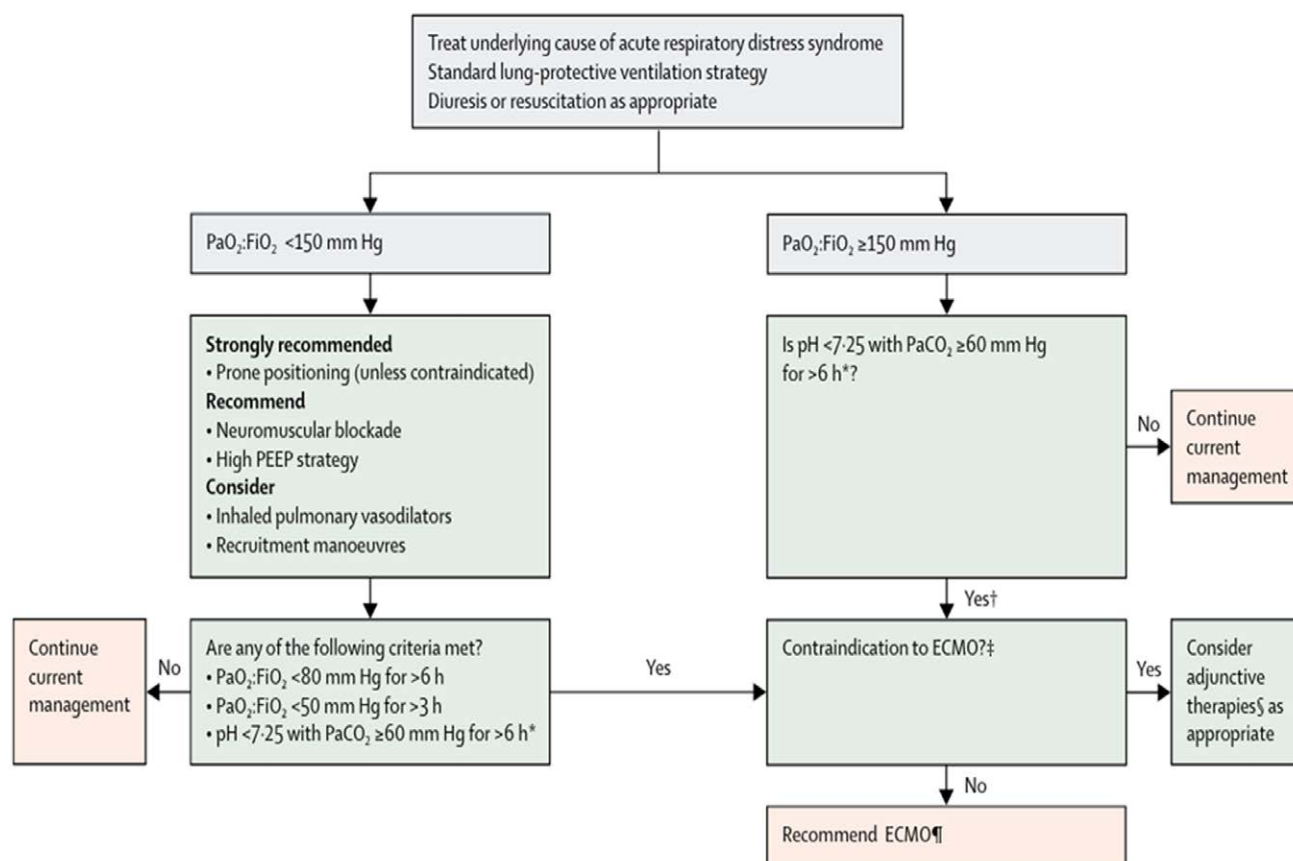 Treat underlying cause of acute respiratory distress syndrome
Standard lung-protective ventilation strategy
Diuresis or resuscitation as appropriate
PaO₂:FiO₂ <150 mm Hg
PaO₂:FiO₂ ≥150 mm Hg
Strongly recommended
• Prone positioning (unless contraindicated)
Recommend
• Neuromuscular blockade
• High PEEP strategy
Consider
• Inhaled pulmonary vasodilators
• Recruitment manoeuvres
Is pH <7·25 with PaCO₂ ≥60 mm Hg
for >6 h*?
No
Continue
current
management
Yes†
Continue
current
management
No
Are any of the following criteria met?
• PaO₂:FiO₂ <80 mm Hg for >6 h
• PaO₂:FiO₂ <50 mm Hg for >3 h
• pH <7·25 with PaCO₂ ≥60 mm Hg for >6 h*
Yes
Contraindication to ECMO?‡
Yes
Consider
adjunctive
therapies§ as
appropriate
No
Recommend ECMO¶